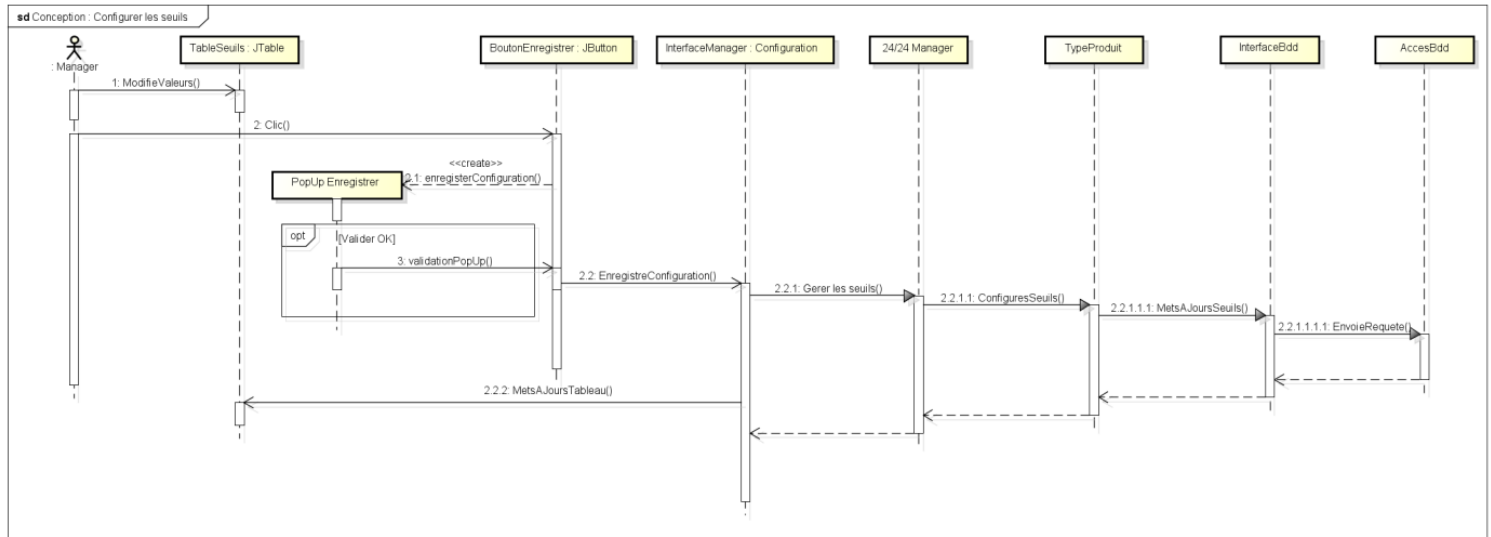 sd Conception : Configurer les seuils
: Manager
TableSeuils : JTable
BoutonEnregistrer : JButton
InterfaceManager : Configuration
24/24 Manager
TypeProduit
InterfaceBdd
AccesBdd
1: ModifieValeurs()
2: Clic()
<<create>>
2.1: enregisterConfiguration()
PopUp Enregistrer
opt
[Valider OK]
3: validationPopUp()
2.2: EnregistreConfiguration()
2.2.1: Gerer les seuils()
2.2.1.1: ConfiguresSeuils()
2.2.1.1.1: MetsAJoursSeuils()
2.2.1.1.1.1: EnvoieRequete()
2.2.2: MetsAJoursTableau()